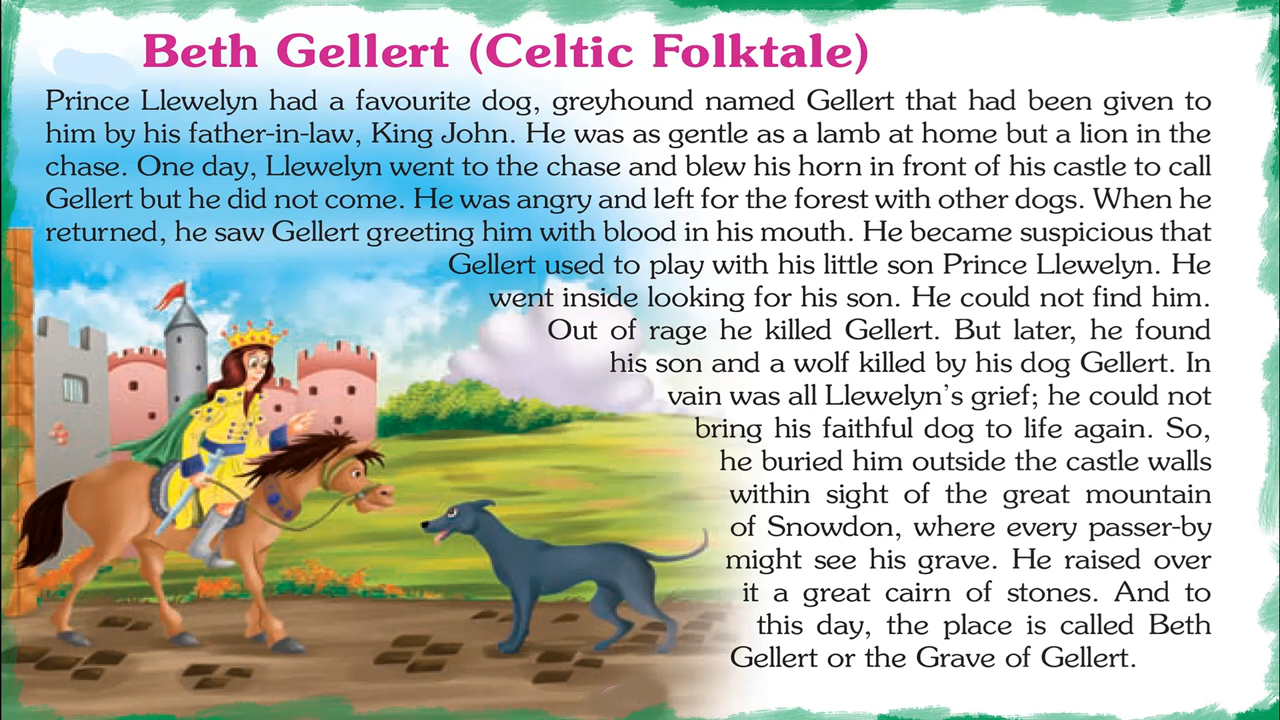 Beth Gellert (Celtic Folktale)
Prince Llewelyn had a favourite dog, greyhound named Gellert that had been given to
him by his father-in-law, King John. He was as gentle as a lamb at home but a lion in the
chase. One day, Llewelyn went to the chase and blew his horn in front of his castle to call
Gellert but he did not come. He was angry and left for the forest with other dogs. When he
returned, he saw Gellert greeting him with blood in his mouth. He became suspicious that
Gellert used to play with his little son Prince Llewelyn. He
went inside looking for his son. He could not find him.
Out of rage he killed Gellert. But later, he found
his son and a wolf killed by his dog Gellert. In
vain was all Llewelyn's grief; he could not
bring his faithful dog to life again. So,
he buried him outside the castle walls
within sight of the great mountain
of Snowdon, where every passer-by
might see his grave. He raised over
it a great cairn of stones. And to
this day, the place is called Beth
Gellert or the Grave of Gellert.